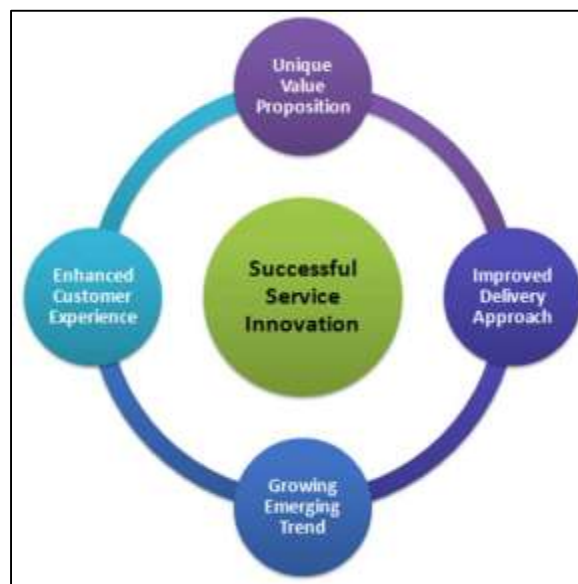 Unique
Value
Proposition
Enhanced
Customer
Experience
Successful
Service
Innovation
Improved
Delivery
Approach
Growing
Emerging
Trend